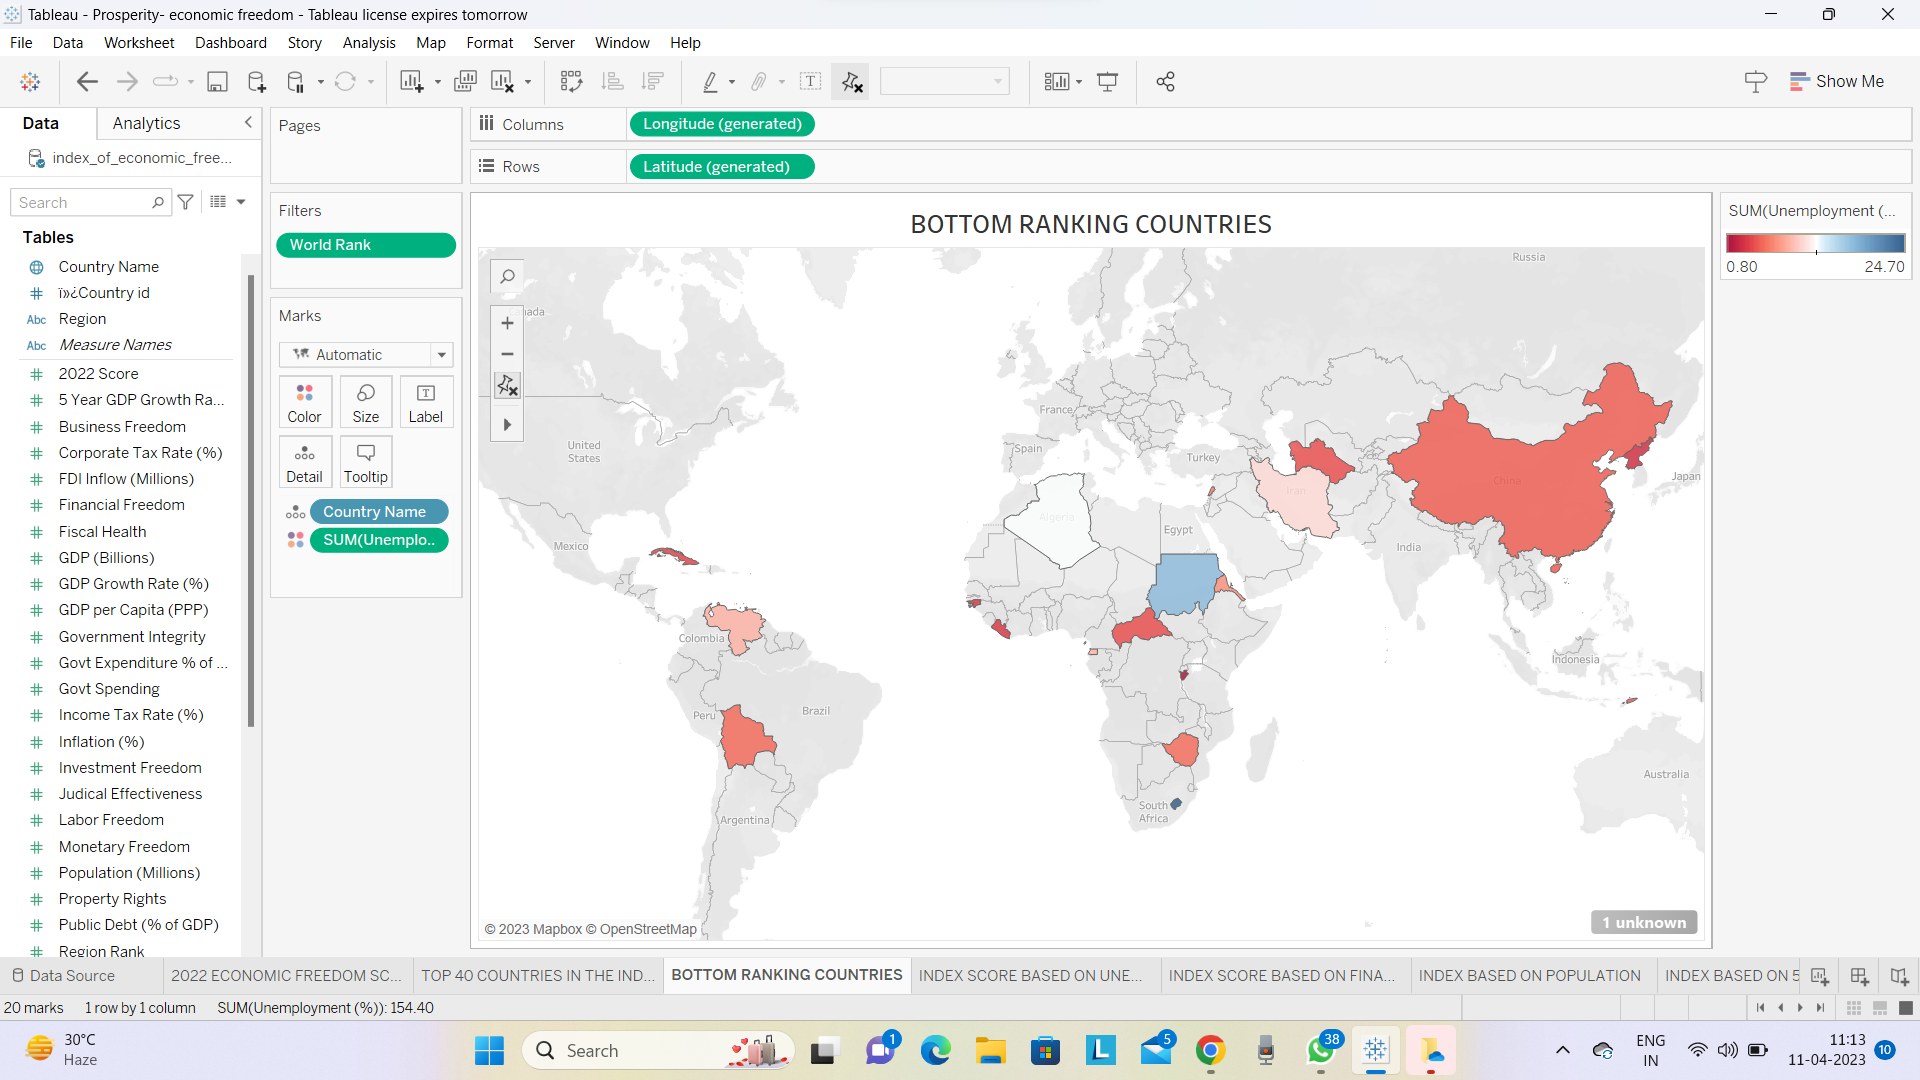 Tableau - Prosperity- economic freedom - Tableau license expires tomorrow
File Data Worksheet Dashboard Story Analysis Map Format Server Window Help
Show Me
Data Analytics
index_of_economic_free...
Search
Tables
Country Name
ï»¿Country id
Abc Region
Abc Measure Names
2022 Score
5 Year GDP Growth Ra...
Business Freedom
Corporate Tax Rate (%)
FDI Inflow (Millions)
Financial Freedom
Fiscal Health
GDP (Billions)
GDP Growth Rate (%)
GDP per Capita (PPP)
Government Integrity
Govt Expenditure % of ...
Govt Spending
Income Tax Rate (%)
Inflation (%)
Investment Freedom
Judical Effectiveness
Labor Freedom
Monetary Freedom
Population (Millions)
Property Rights
Public Debt (% of GDP)
Region Rank
Pages
Filters
World Rank
Marks
Automatic
Color Size Label
Detail Tooltip
Country Name
SUM(Unemplo..
Columns Longitude (generated)
Rows Latitude (generated)
BOTTOM RANKING COUNTRIES
Russia
nada
France
United
States
Spain
Turkey
Japan
China
Iran
Algeria
Egypt
Mexico
India
Colombia
Indonesia
Peru
Brazil
Australia
South
Africa
Argentina
© 2023 Mapbox © OpenStreetMap
1 unknown
SUM(Unemployment (...
0.80 24.70
Data Source 2022 ECONOMIC FREEDOM SC... TOP 40 COUNTRIES IN THE IND... BOTTOM RANKING COUNTRIES INDEX SCORE BASED ON UNE... INDEX SCORE BASED ON FINA... INDEX BASED ON POPULATION INDEX BASED ON 5
20 marks 1 row by 1 column SUM(Unemployment (%)): 154.40
30°C
Haze
Search
1
L
5
38
ENG
IN
11:13
11-04-2023
10